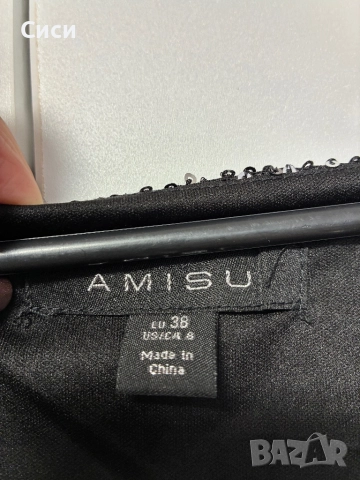 Сиси
AMISU
EU 38
US/CA 8
Made in
China
BAZAR